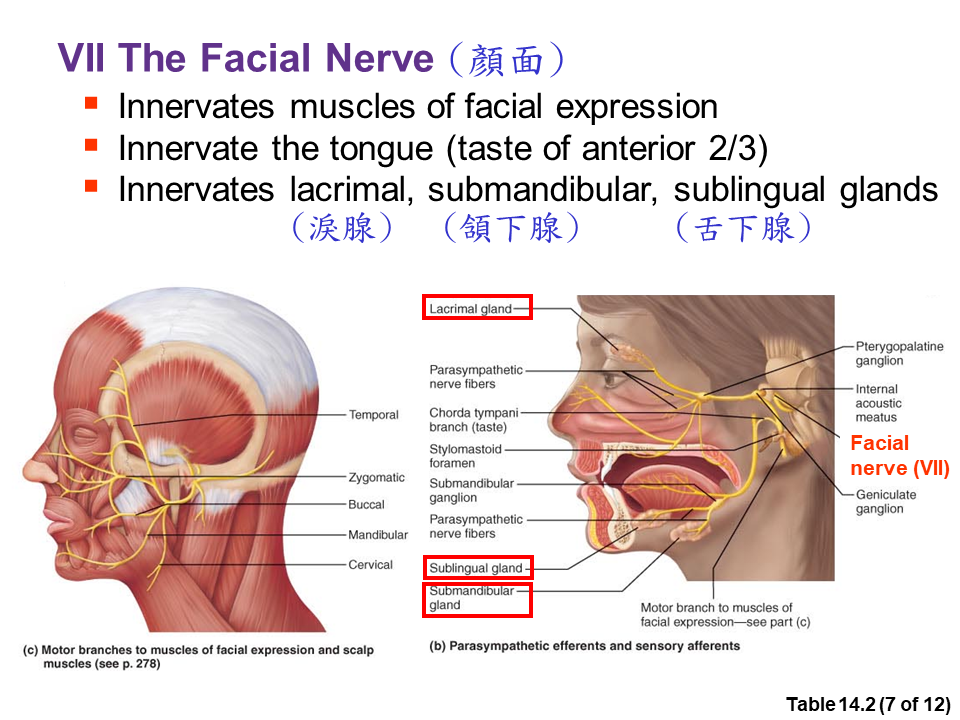 VII The Facial Nerve (顏面)
Innervates muscles of facial expression
Innervate the tongue (taste of anterior 2/3)
Innervates lacrimal, submandibular, sublingual glands
(淚腺) (頷下腺) (舌下腺)
Temporal
Zygomatic
Buccal
Mandibular
Cervical
(c) Motor branches to muscles of facial expression and scalp
muscles (see p. 278)
Lacrimal gland
Parasympathetic
nerve fibers
Chorda tympani
branch (taste)
Stylomastoid
foramen
Submandibular
ganglion
Parasympathetic
nerve fibers
Sublingual gland
Submandibular
gland
Pterygopalatine
ganglion
Internal
acoustic
meatus
Facial
nerve (VII)
Geniculate
ganglion
Motor branch to muscles of
facial expression—see part (c)
(b) Parasympathetic efferents and sensory afferents
Table 14.2 (7 of 12)